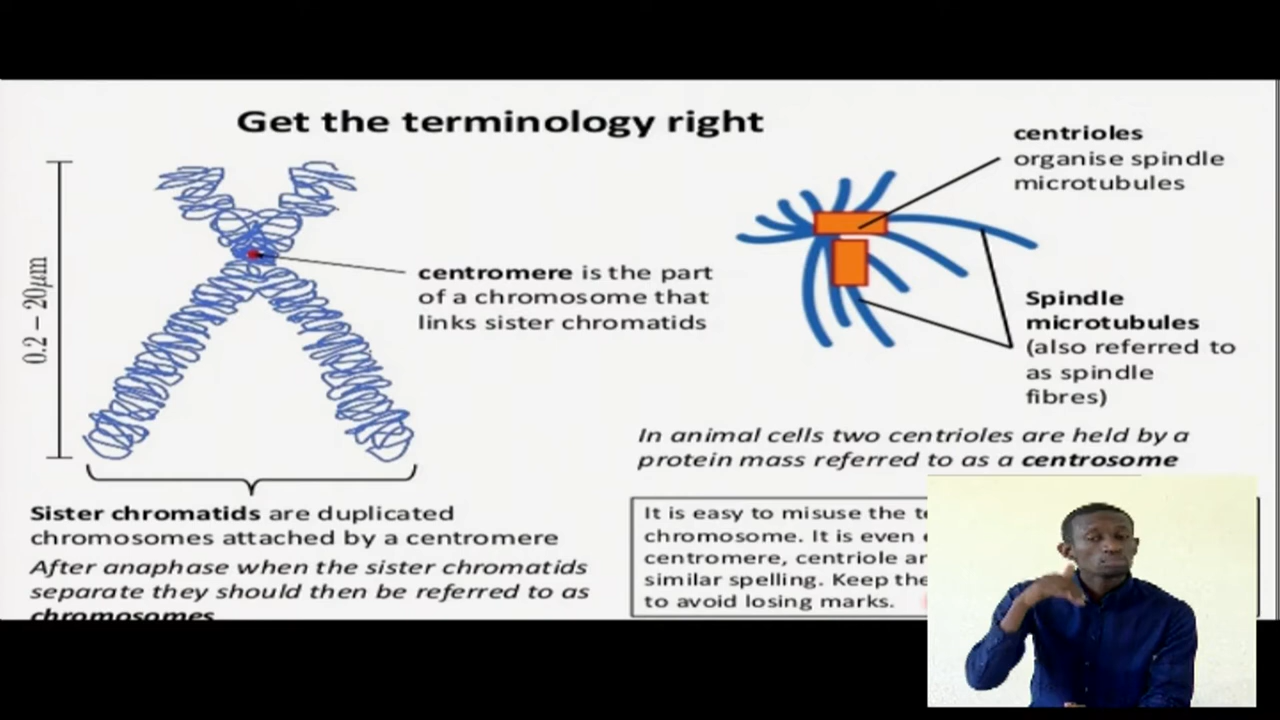 Get the terminology right
0.2 – 20μm
centromere is the part
of a chromosome that
links sister chromatids
Sister chromatids are duplicated
chromosomes attached by a centromere
After anaphase when the sister chromatids
separate they should then be referred to as
chromosomes
centrioles
organise spindle
microtubules
Spindle
microtubules
(also referred to
as spindle
fibres)
In animal cells two centrioles are held by a
protein mass referred to as a centrosome
It is easy to misuse the
chromosome. It is even
centromere, centriole
similar spelling. Keep
to avoid losing marks.